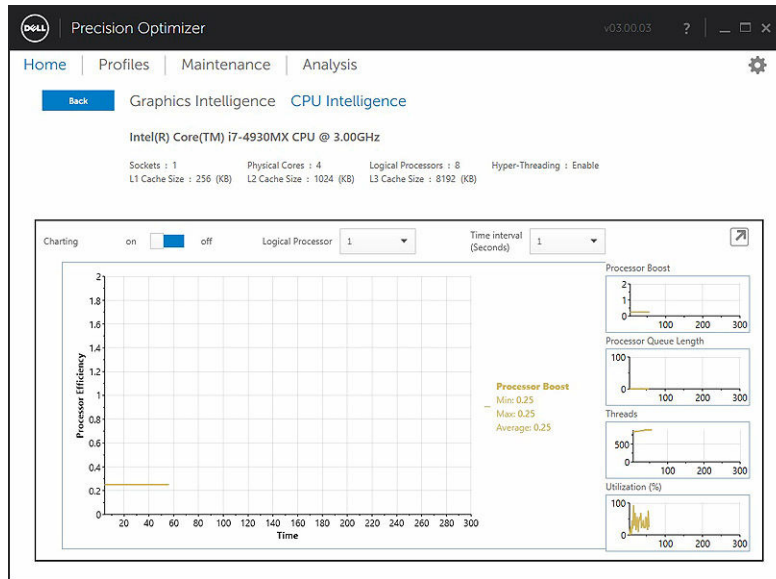 DELL Precision Optimizer v03.00.03 ?
Home Profiles Maintenance Analysis
Back Graphics Intelligence CPU Intelligence
Intel(R) Core(TM) i7-4930MX CPU @ 3.00GHz
Sockets : 1 Physical Cores : 4 Logical Processors : 8 Hyper-Threading : Enable
L1 Cache Size : 256 (KB) L2 Cache Size : 1024 (KB) L3 Cache Size : 8192 (KB)
Charting on off Logical Processor 1 Time interval (Seconds) 1
Processor Efficiency
2
1.8
1.6
1.4
1.2
1
0.8
0.6
0.4
0.2
0
20 40 60 80 100 120 140 160 180 200 220 240 260 280 300
Time
Processor Boost
Min: 0.25
Max: 0.25
Average: 0.25
Processor Boost
2
1
0
100 200 300
Processor Queue Length
100
0
100 200 300
Threads
500
0
100 200 300
Utilization (%)
100
0
100 200 300